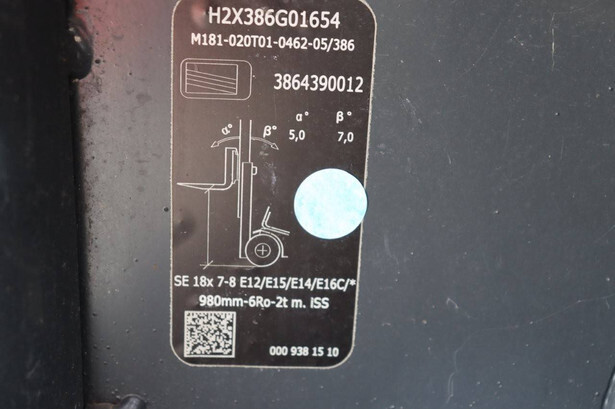 H2X386G01654
M181-020T01-0462-05/386
3864390012
α° β°
α° β° 5,0 7,0
SE 18x 7-8 E12/E15/E14/E16C/*
980mm-6Ro-2t m. iSS
000 938 15 10